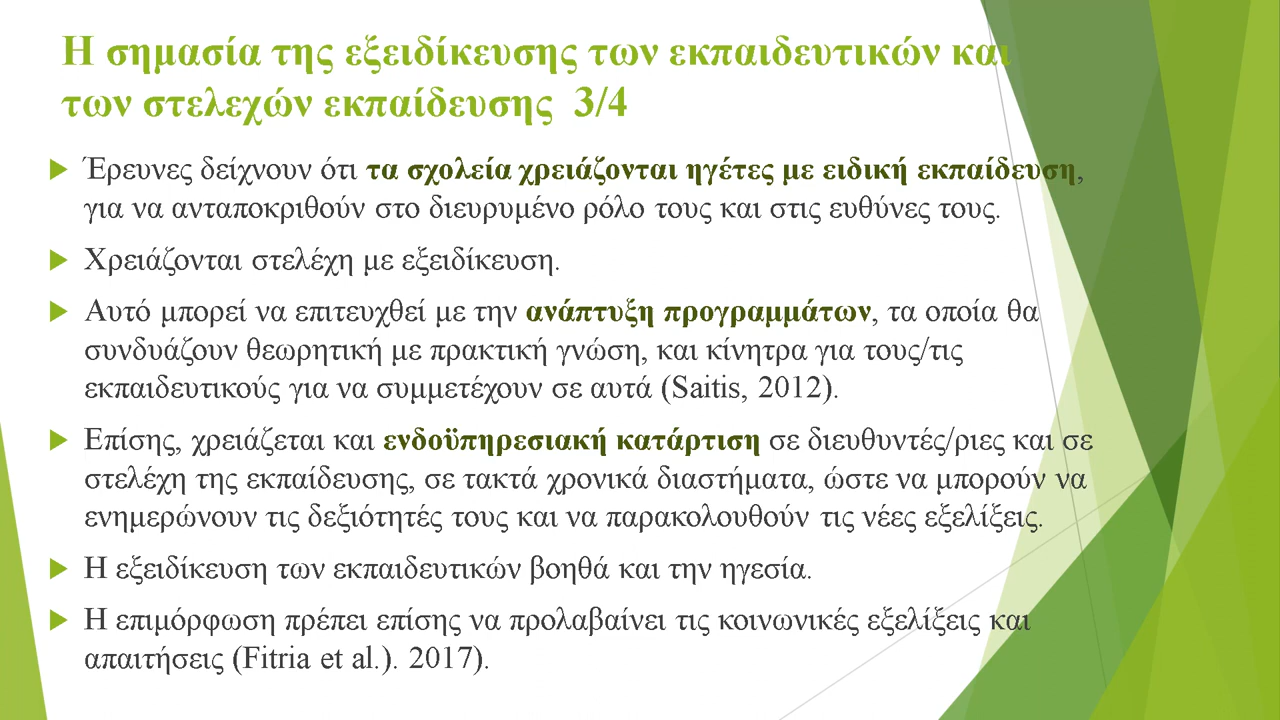 Η σημασία της εξειδίκευσης των εκπαιδευτικών και
των στελεχών εκπαίδευσης 3/4
Έρευνες δείχνουν ότι τα σχολεία χρειάζονται ηγέτες με ειδική εκπαίδευση,
για να ανταποκριθούν στο διευρυμένο ρόλο τους και στις ευθύνες τους.
Χρειάζονται στελέχη με εξειδίκευση.
Αυτό μπορεί να επιτευχθεί με την ανάπτυξη προγραμμάτων, τα οποία θα
συνδυάζουν θεωρητική με πρακτική γνώση, και κίνητρα για τους/τις
εκπαιδευτικούς για να συμμετέχουν σε αυτά (Saitis, 2012).
Επίσης, χρειάζεται και ενδοϋπηρεσιακή κατάρτιση σε διευθυντές/ριες και σε
στελέχη της εκπαίδευσης, σε τακτά χρονικά διαστήματα, ώστε να μπορούν να
ενημερώνουν τις δεξιότητές τους και να παρακολουθούν τις νέες εξελίξεις.
Η εξειδίκευση των εκπαιδευτικών βοηθά και την ηγεσία.
Η επιμόρφωση πρέπει επίσης να προλαβαίνει τις κοινωνικές εξελίξεις και
απαιτήσεις (Fitria et al.). 2017).